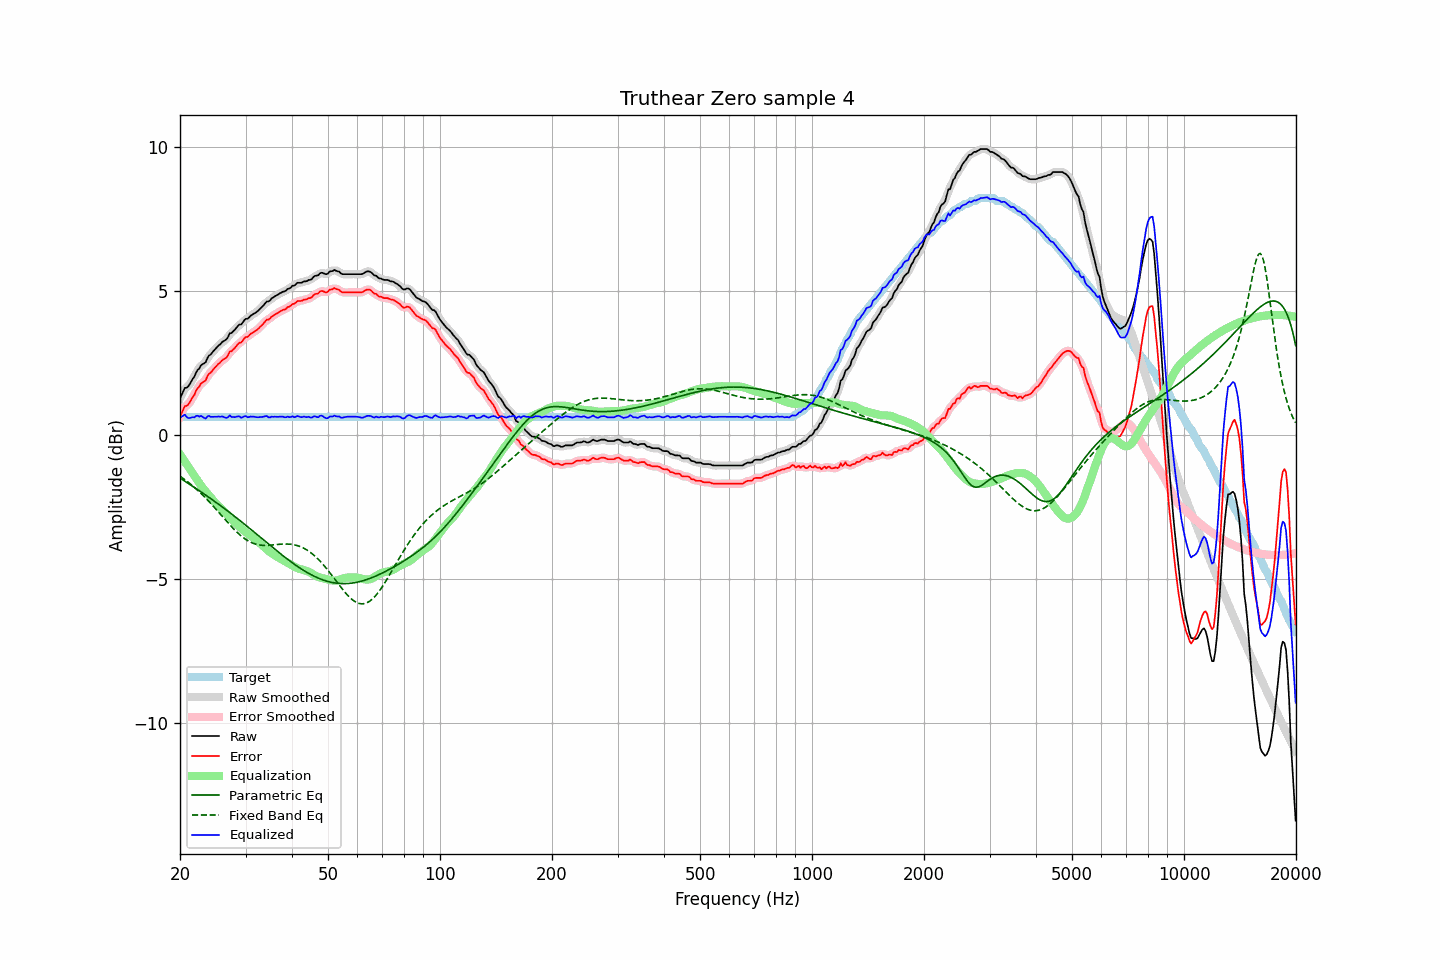 Truthear Zero sample 4
10
5
0
−5
−10
Amplitude (dBr)
Target
Raw Smoothed
Error Smoothed
Raw
Error
Equalization
Parametric Eq
Fixed Band Eq
Equalized
20 50 100 200 500 1000 2000 5000 10000 20000
Frequency (Hz)